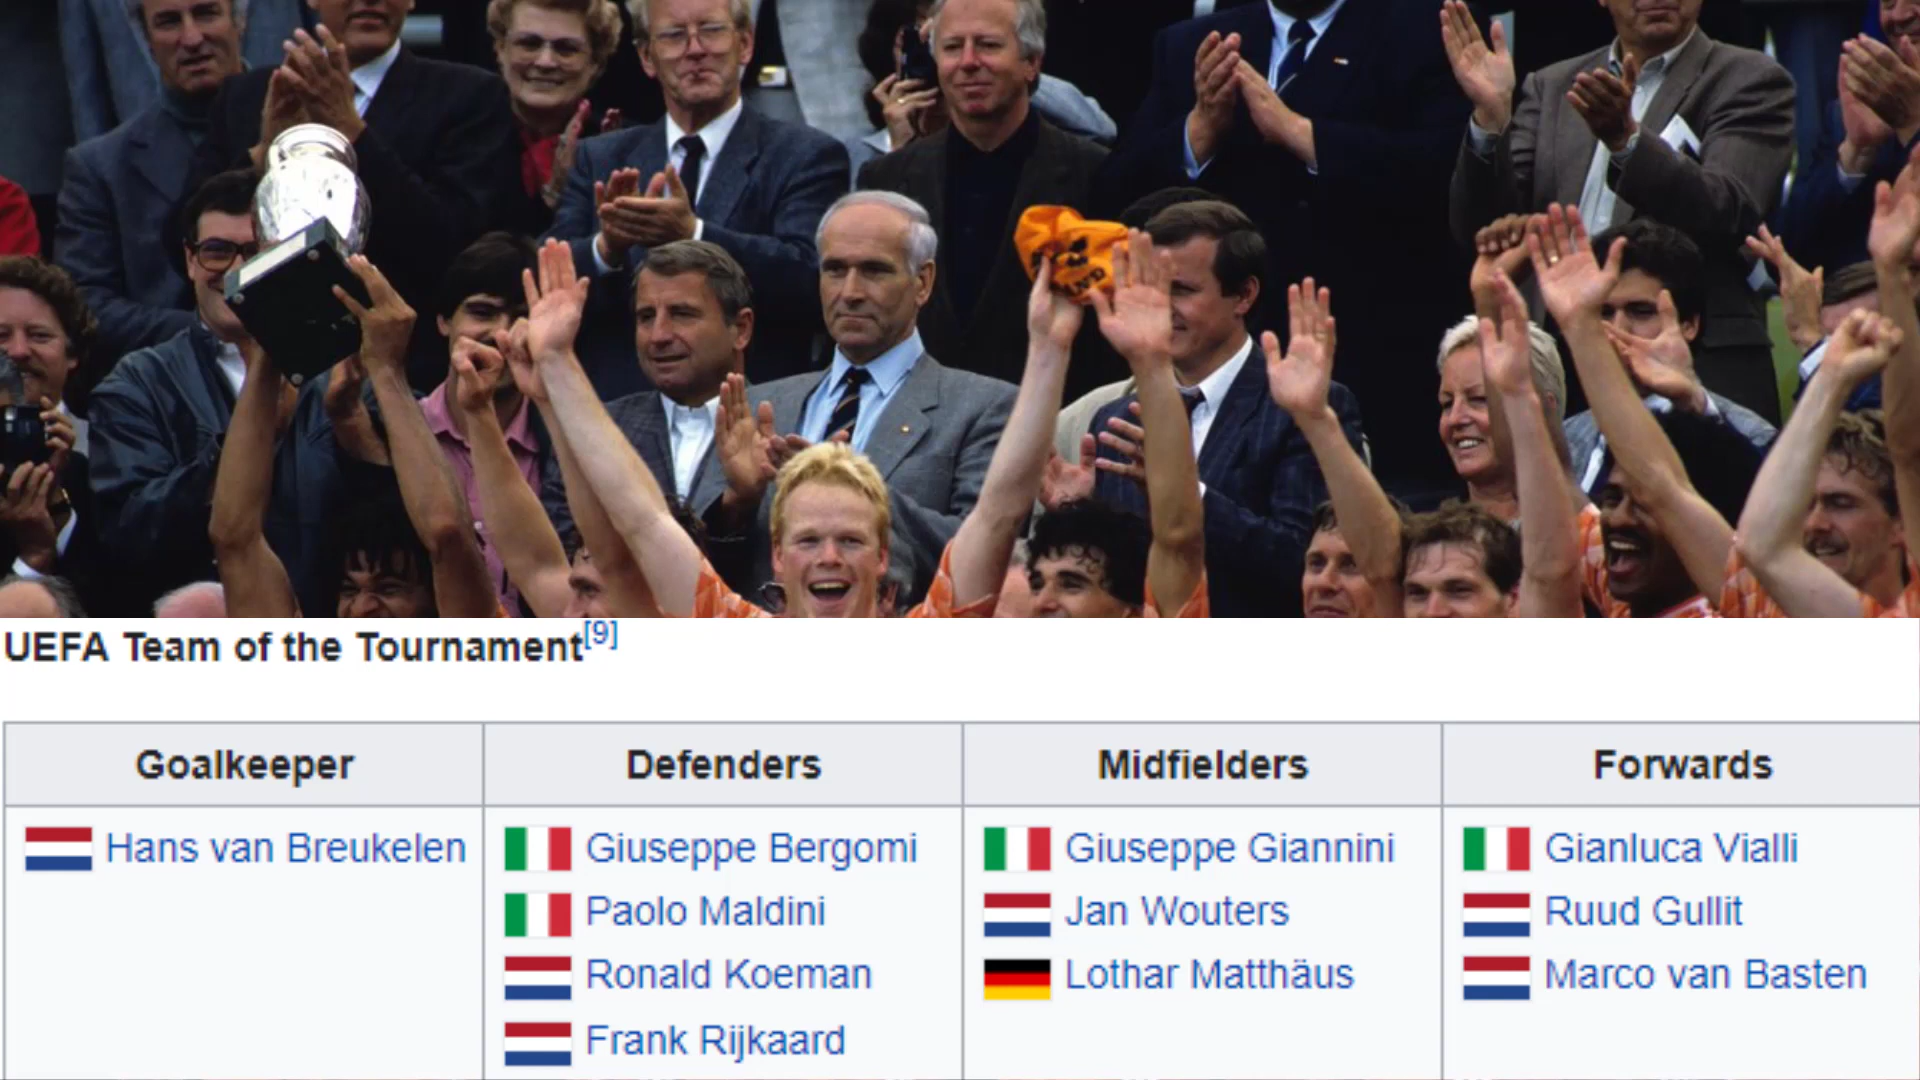 UEFA Team of the Tournament[9]
Goalkeeper Defenders Midfielders Forwards
Hans van Breukelen Giuseppe Bergomi Giuseppe Giannini Gianluca Vialli
Paolo Maldini Jan Wouters Ruud Gullit
Ronald Koeman Lothar Matthäus Marco van Basten
Frank Rijkaard